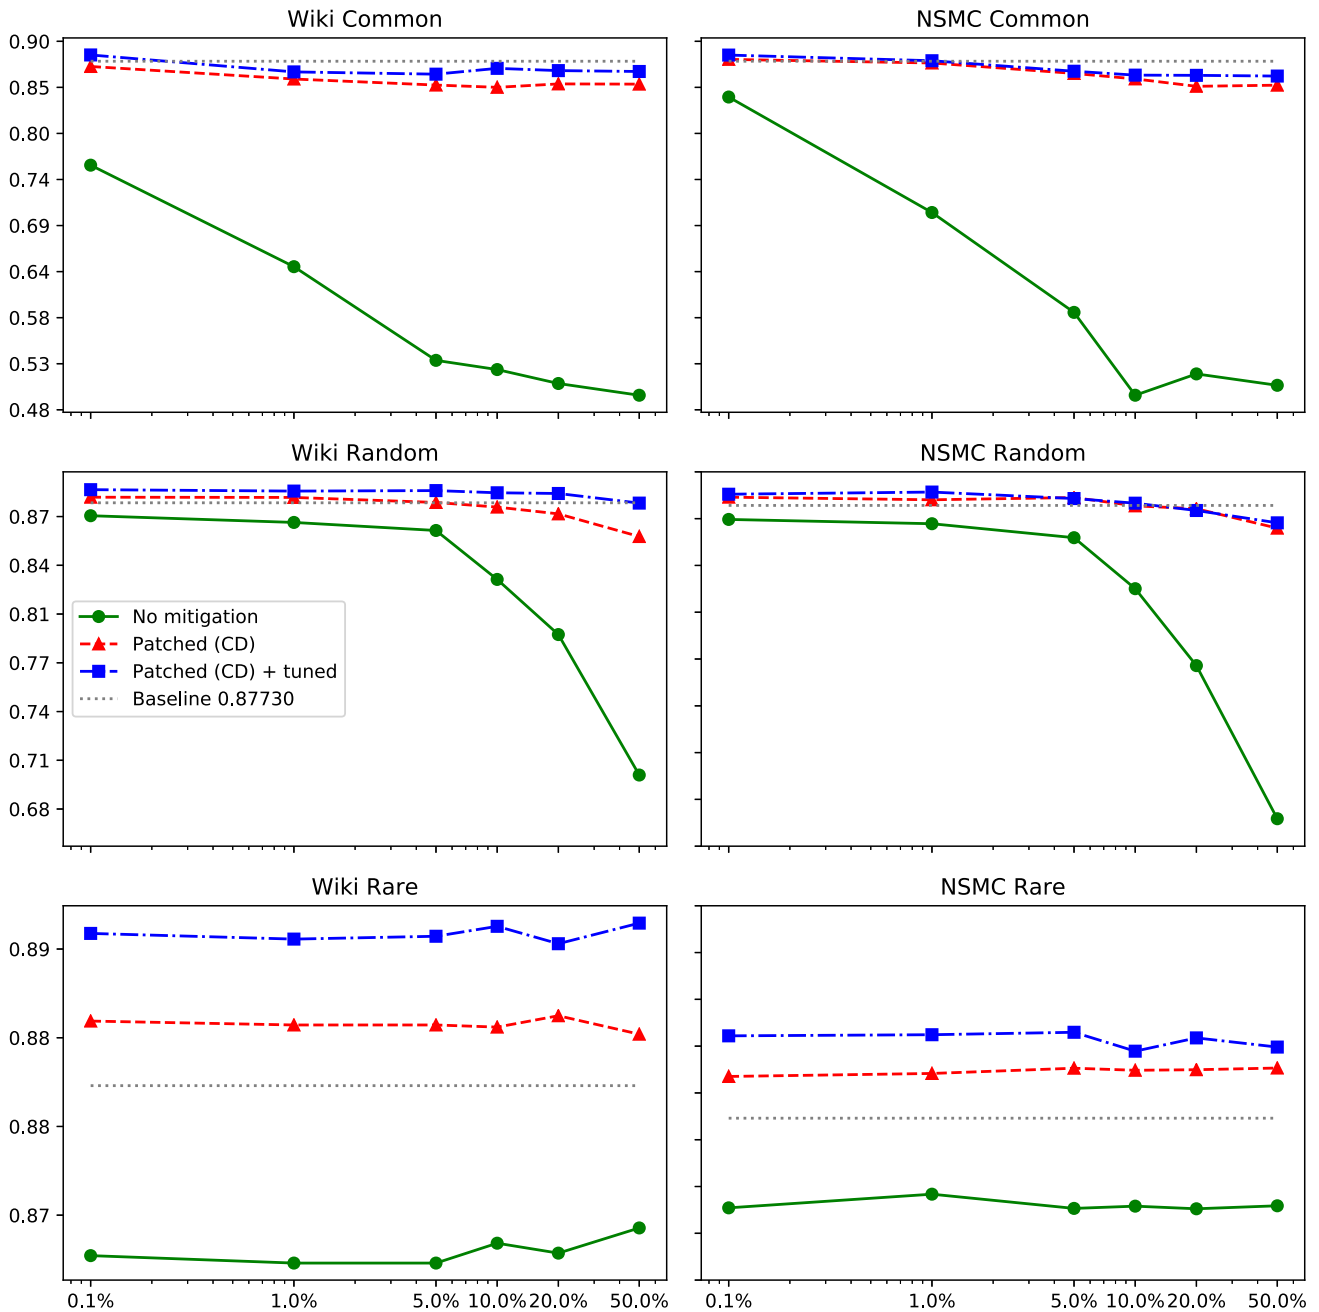 Wiki Common
NSMC Common
0.90
0.85
0.80
0.74
0.69
0.64
0.58
0.53
0.48
Wiki Random
NSMC Random
0.87
0.84
0.81
0.77
0.74
0.71
0.68
No mitigation
Patched (CD)
Patched (CD) + tuned
Baseline 0.87730
Wiki Rare
NSMC Rare
0.89
0.88
0.88
0.87
0.1% 1.0% 5.0% 10.0% 20.0% 50.0%
0.1% 1.0% 5.0% 10.0% 20.0% 50.0%